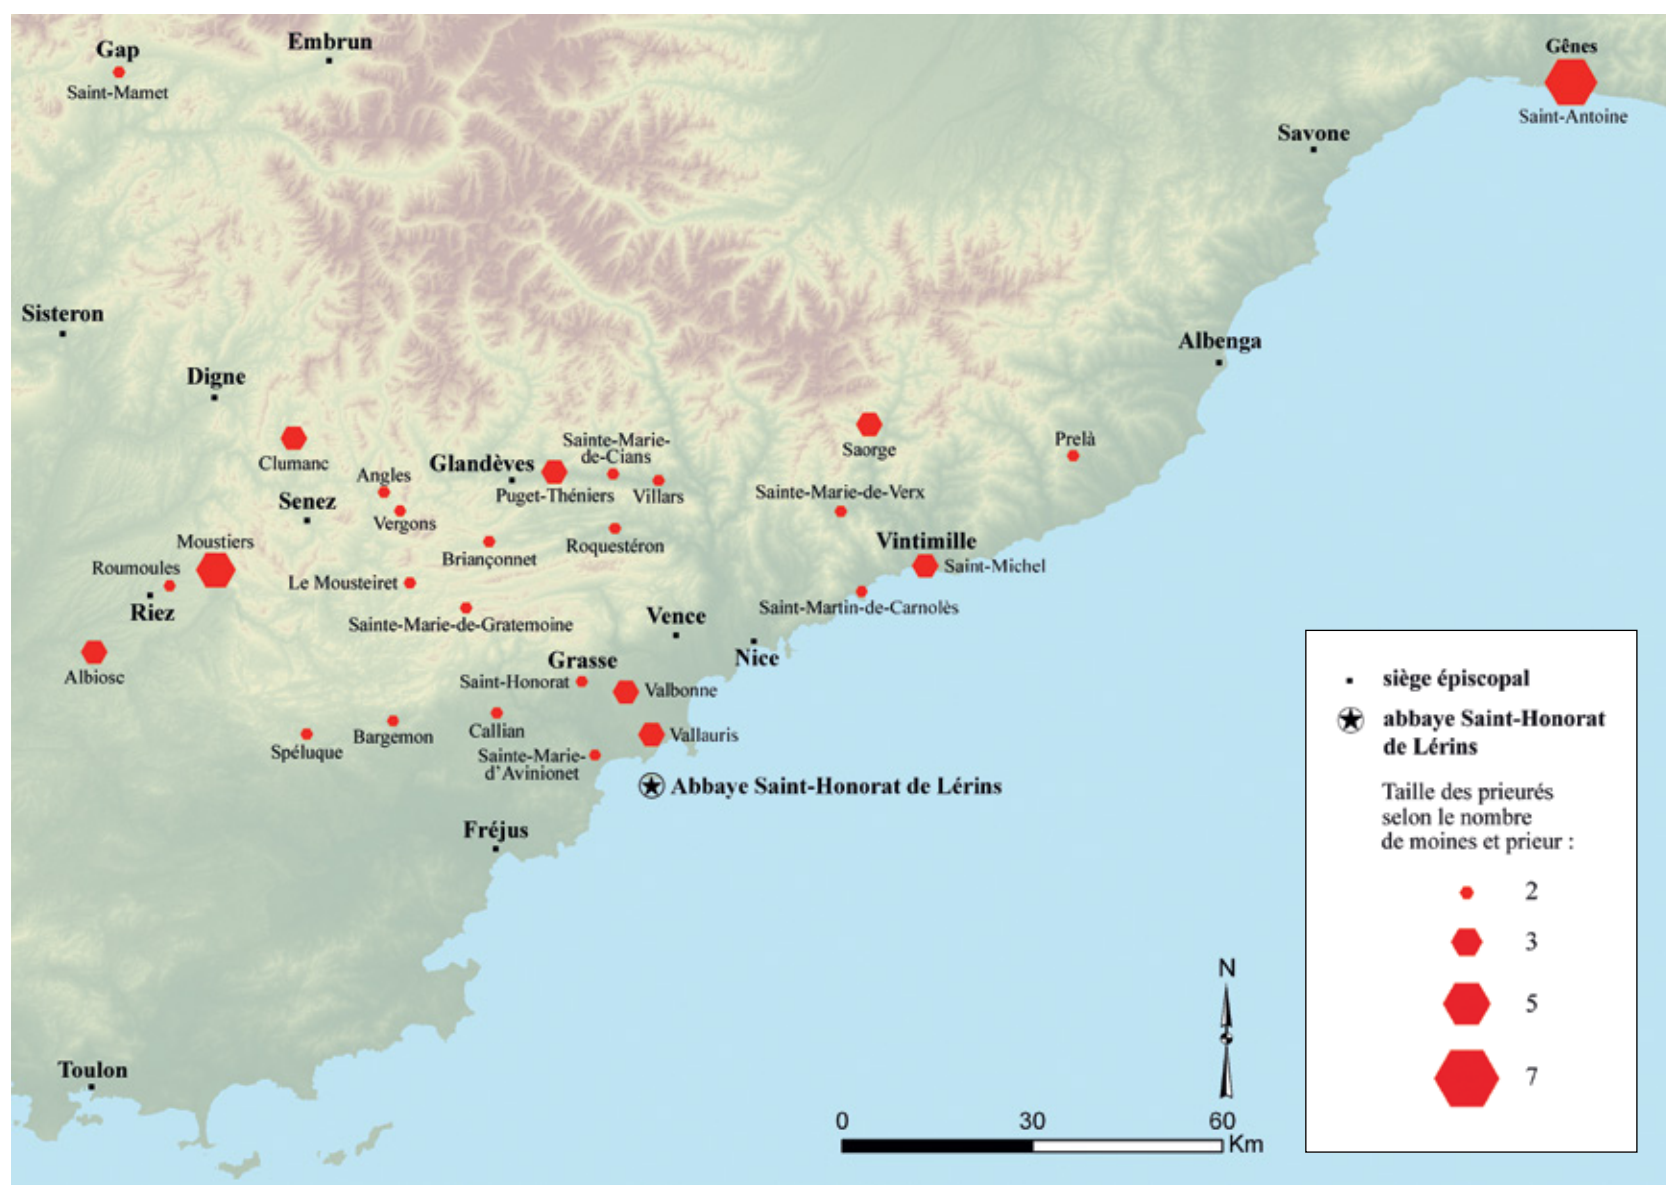 Gap
Saint-Mamet
Embrun
Gênes
Saint-Antoine
Savone
Sisteron
Albenga
Digne
Clumanc
Angles
Vergons
Senez
Glandèves
Puget-Théniers
Sainte-Marie-
de-Cians
Villars
Saorge
Prelà
Sainte-Marie-de-Verx
Roquestéron
Briançonnet
Vintimille
Saint-Michel
Moustiers
Roumoules
Riez
Le Mousteiret
Sainte-Marie-de-Gratemoine
Saint-Martin-de-Carnolès
Vence
Nice
Albiosc
Grasse
Saint-Honorat
Valbonne
Callian
Vallauris
Bargemon
Spéluque
Sainte-Marie-
d'Avinionet
Abbaye Saint-Honorat de Lérins
Fréjus
Toulon
siège épiscopal
abbaye Saint-Honorat
de Lérins
Taille des prieurés
selon le nombre
de moines et prieur :
2
3
5
7
N
0 30 60
Km